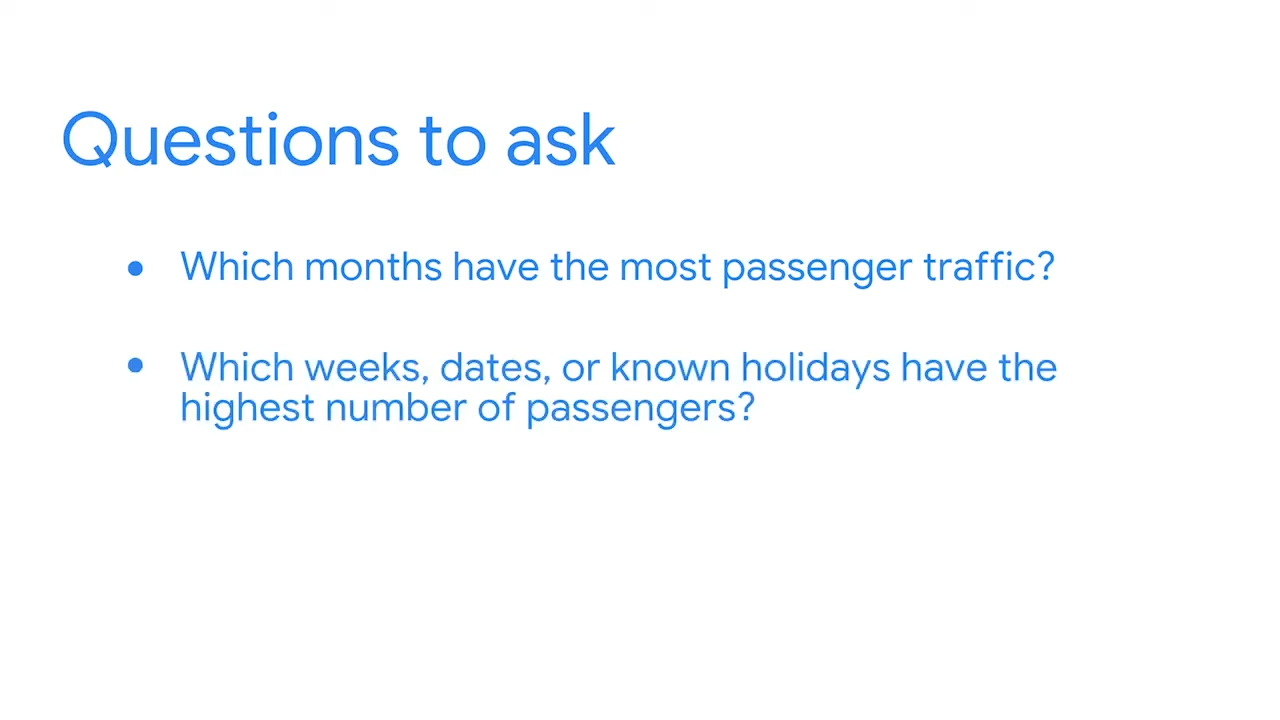 Questions to ask
• Which months have the most passenger traffic?
• Which weeks, dates, or known holidays have the
highest number of passengers?